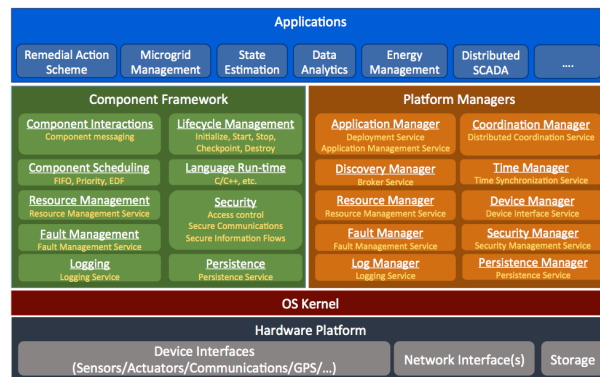 Applications
Remedial Action
Scheme
Microgrid
Management
State
Estimation
Data
Analytics
Energy
Management
Distributed
SCADA
....
Component Framework
Component Interactions
Component messaging
Lifecycle Management
Initialize, Start, Stop,
Checkpoint, Destroy
Component Scheduling
FIFO, Priority, EDF
Language Run-time
C/C++, etc.
Resource Management
Resource Management Service
Security
Access control
Secure Communications
Secure Information Flows
Fault Management
Fault Management Service
Logging
Logging Service
Persistence
Persistence Service
Platform Managers
Application Manager
Deployment Service
Application Management Service
Coordination Manager
Distributed Coordination Service
Discovery Manager
Broker Service
Time Manager
Time Synchronization Service
Resource Manager
Resource Management Service
Device Manager
Device Interface Service
Fault Manager
Fault Management Service
Security Manager
Security Management Service
Log Manager
Logging Service
Persistence Manager
Persistence Service
OS Kernel
Hardware Platform
Device Interfaces
(Sensors/Actuators/Communications/GPS/...)
Network Interface(s)
Storage